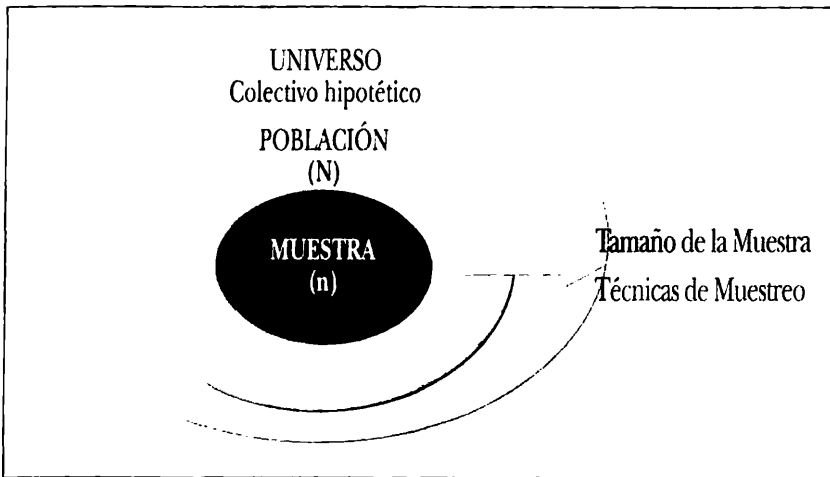 UNIVERSO
Colectivo hipotético
POBLACIÓN
(N)
MUESTRA
(n)
Tamaño de la Muestra
Técnicas de Muestreo